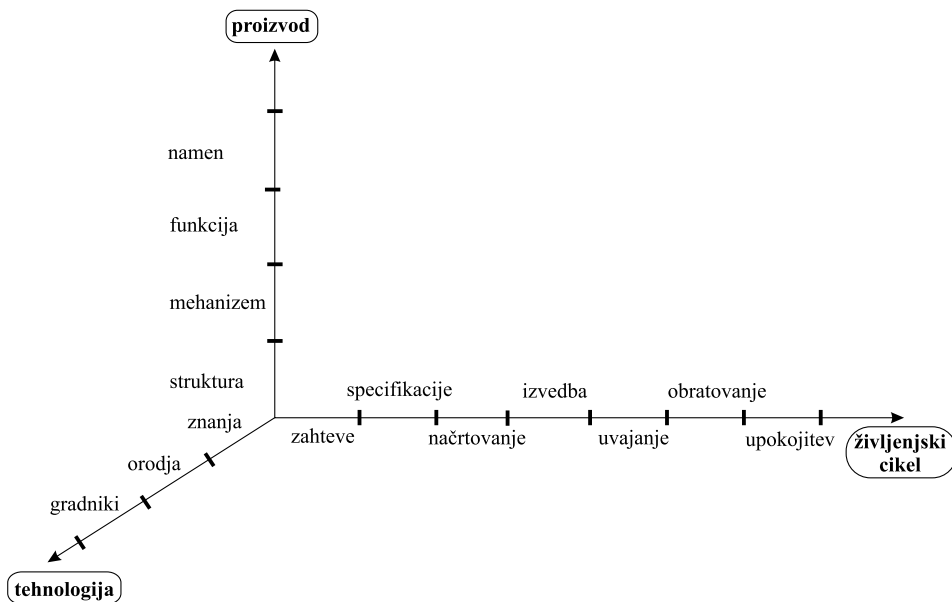 proizvod
namen
funkcija
mehanizem
struktura
znanja
orodja
gradniki
tehnologija
specifikacije
izvedba
obratovanje
zahteve
načrtovanje
uvajanje
upokojitev
življenjski
cikel